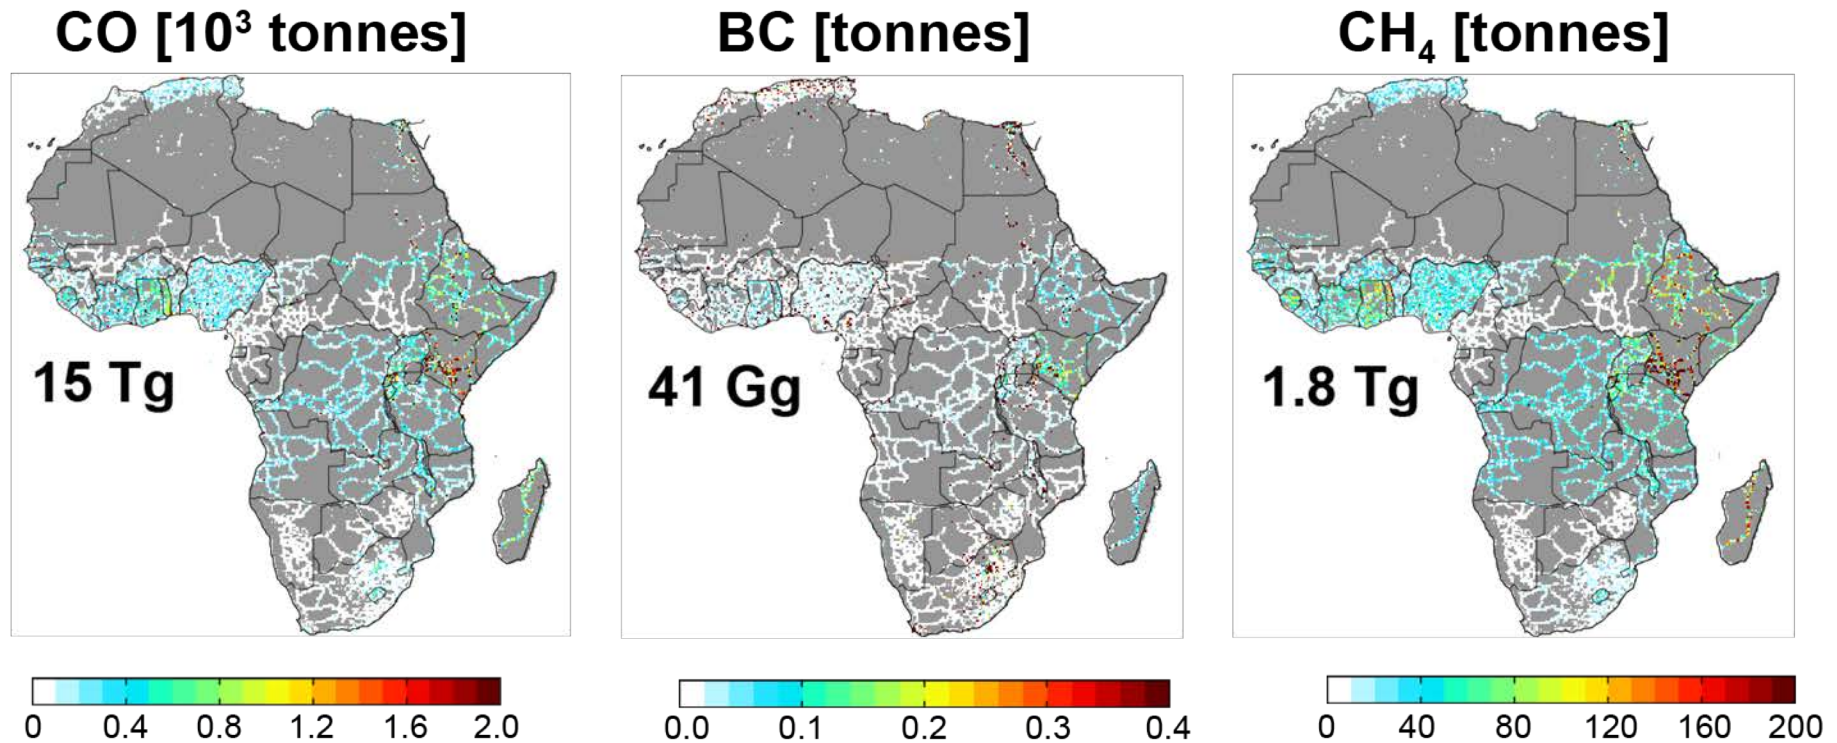 CO [10³ tonnes]
BC [tonnes]
CH₄ [tonnes]
15 Tg
41 Gg
1.8 Tg
0 0.4 0.8 1.2 1.6 2.0
0.0 0.1 0.2 0.3 0.4
0 40 80 120 160 200